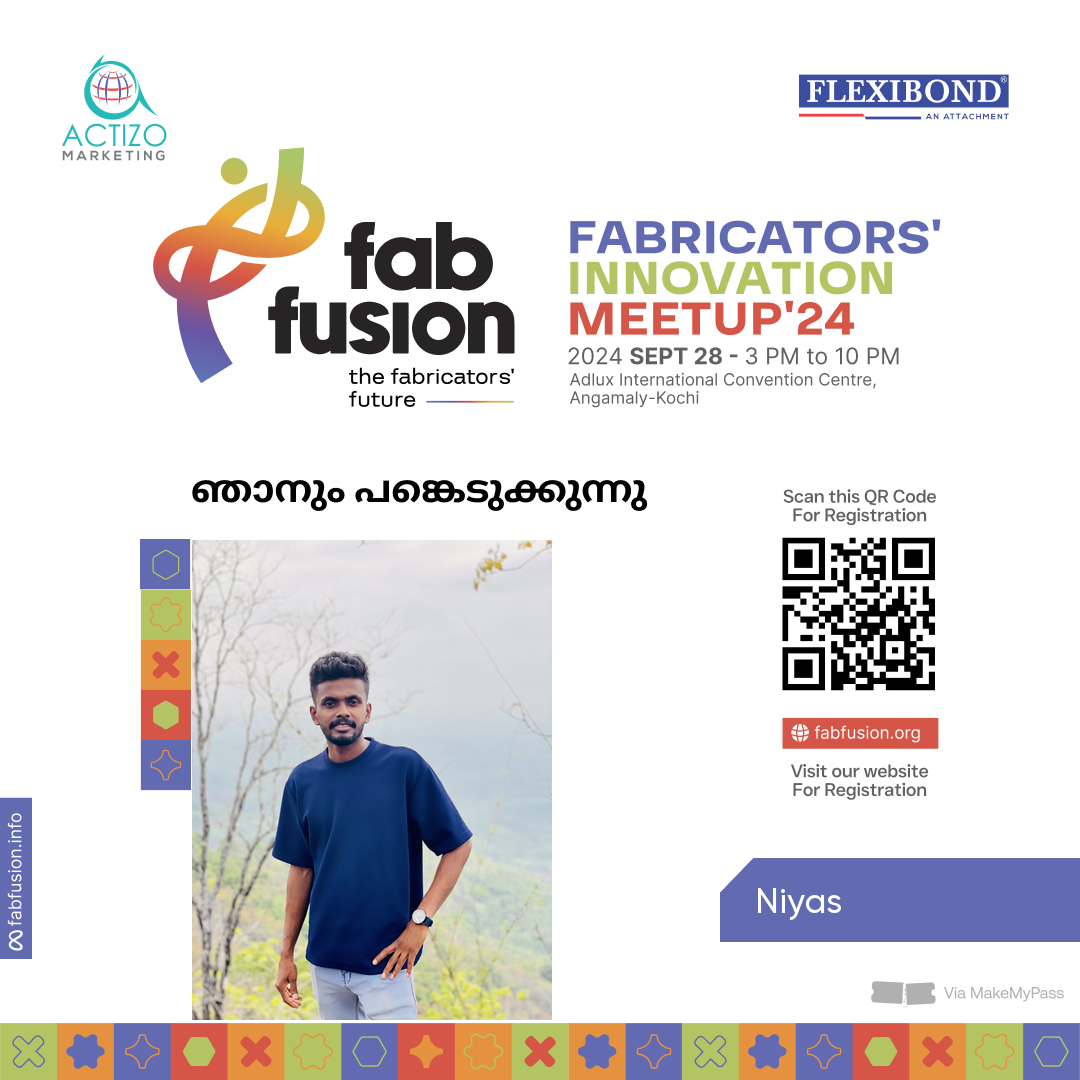 ACTIZO
MARKETING
FLEXIBOND®
AN ATTACHMENT
fab
fusion
the fabricators'
future
FABRICATORS'
INNOVATION
MEETUP'24
2024 SEPT 28 - 3 PM to 10 PM
Adlux International Convention Centre,
Angamaly-Kochi
ഞാനും പങ്കെടുക്കുന്നു
Scan this QR Code
For Registration
fabfusion.org
Visit our website
For Registration
fabfusion.info
Niyas
Via MakeMyPass